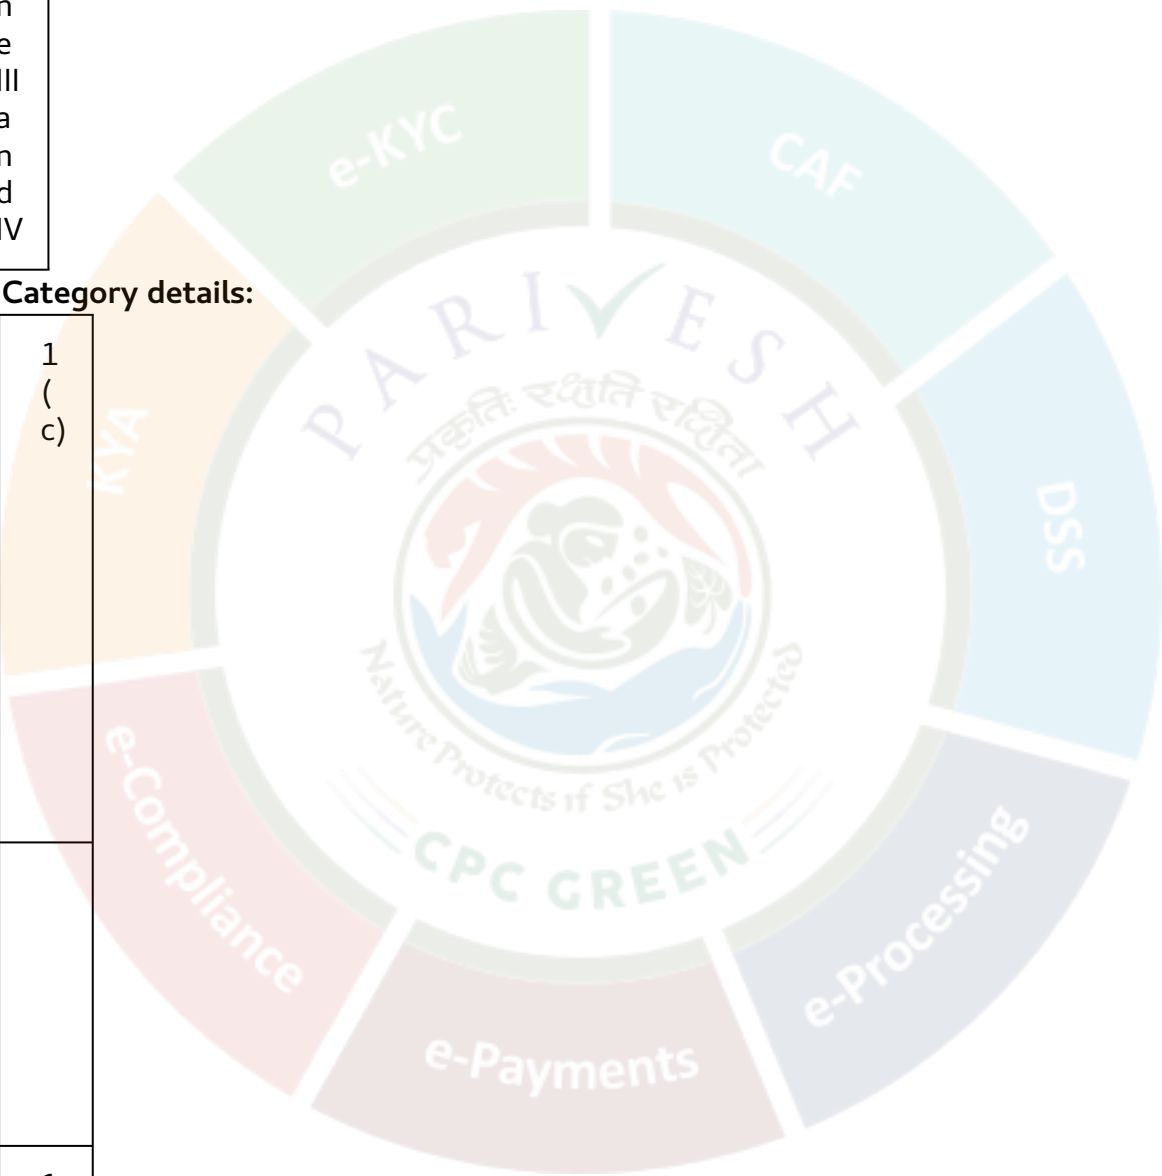 n
e
III
a
n
d
IV
Category details:
1
(
c)
e-KYC
CAF
DSS
e-Processing
e-Payments
e-Compliance
KYA
PARIVESH
प्रकृतिः रक्षति रक्षिता
Nature Protects if She is Protected
CPC GREEN